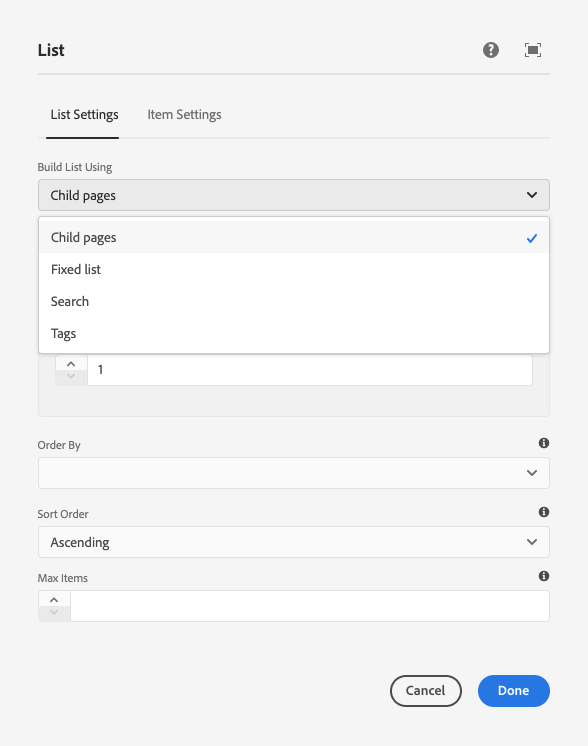 List
List Settings Item Settings
Build List Using
Child pages
Child pages
Fixed list
Search
Tags
1
Order By
Sort Order
Ascending
Max Items
Cancel Done